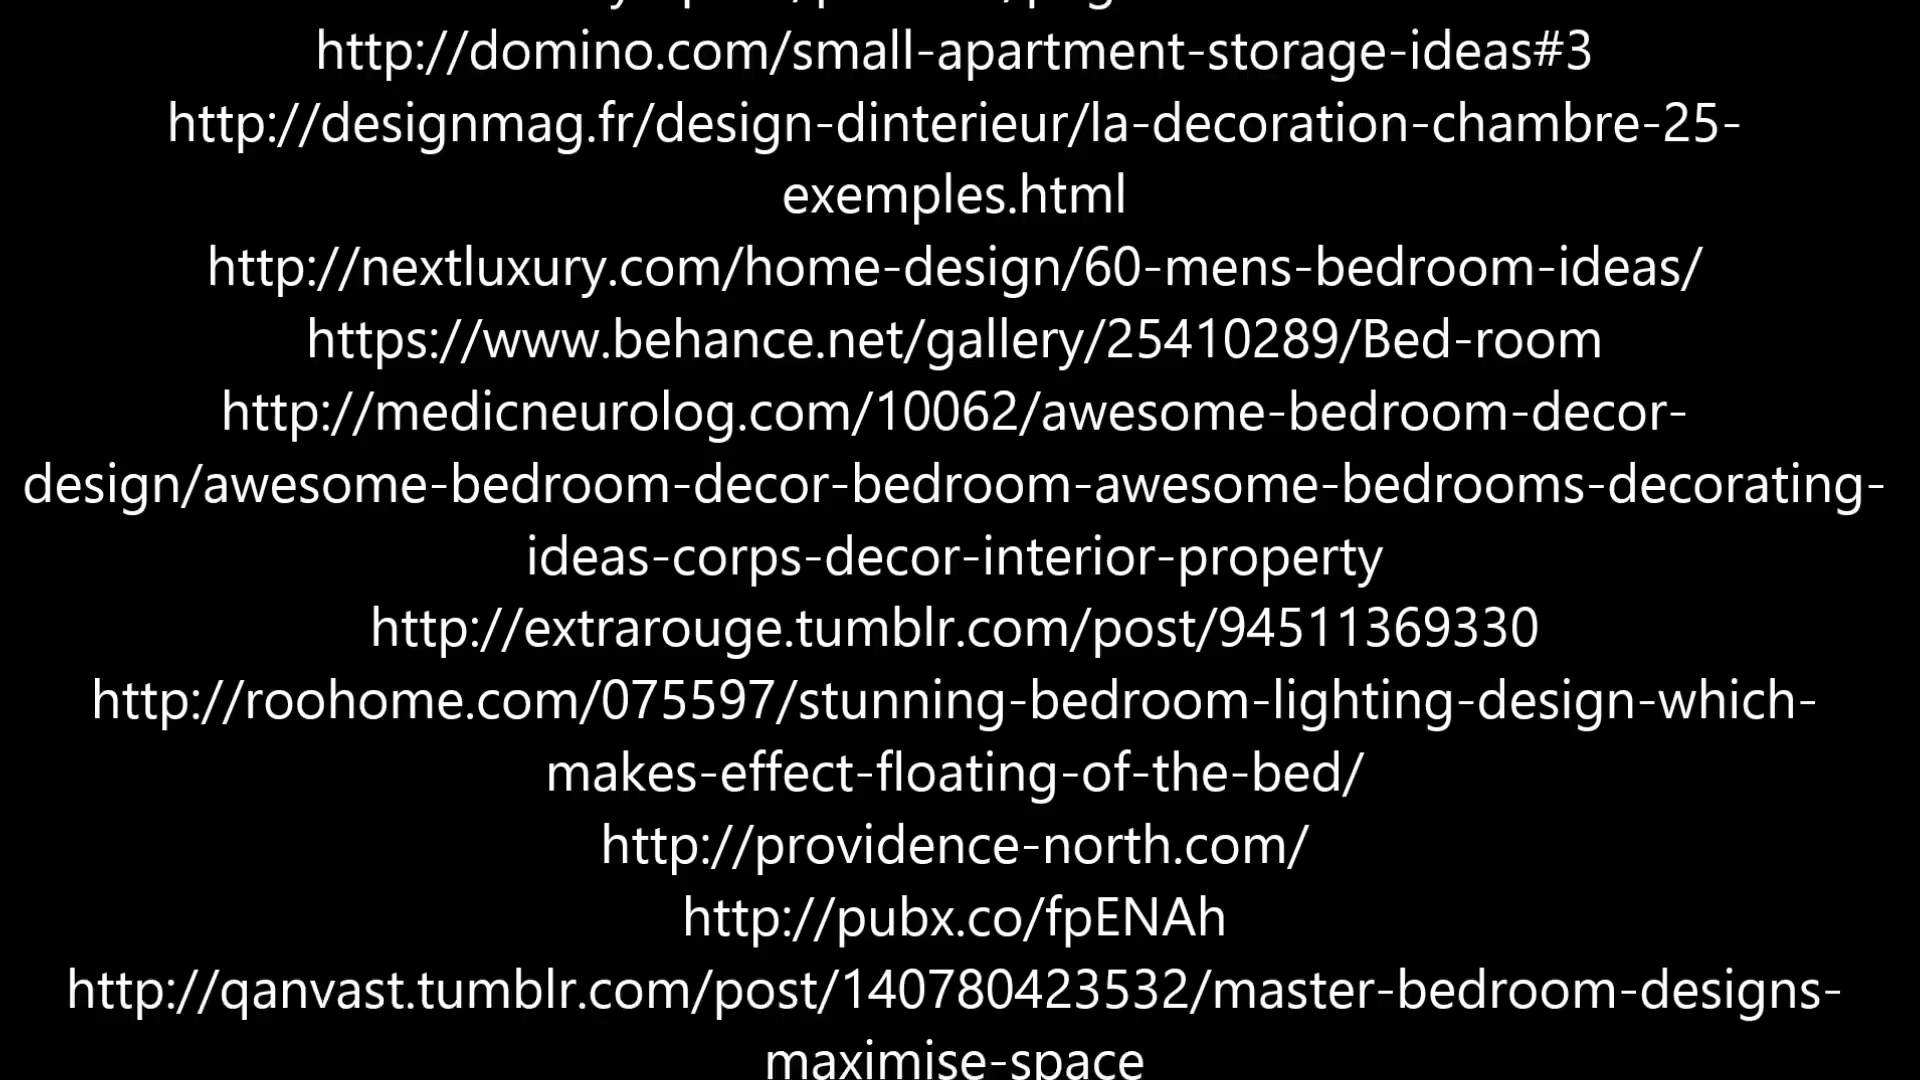 http://domino.com/small-apartment-storage-ideas#3
http://designmag.fr/design-dinterieur/la-decoration-chambre-25-
exemples.html
http://nextluxury.com/home-design/60-mens-bedroom-ideas/
https://www.behance.net/gallery/25410289/Bed-room
http://medicneurolog.com/10062/awesome-bedroom-decor-
design/awesome-bedroom-decor-bedroom-awesome-bedrooms-decorating-
ideas-corps-decor-interior-property
http://extrarouge.tumblr.com/post/94511369330
http://roohome.com/075597/stunning-bedroom-lighting-design-which-
makes-effect-floating-of-the-bed/
http://providence-north.com/
http://pubx.co/fpENAh
http://qanvast.tumblr.com/post/140780423532/master-bedroom-designs-
maximise-space